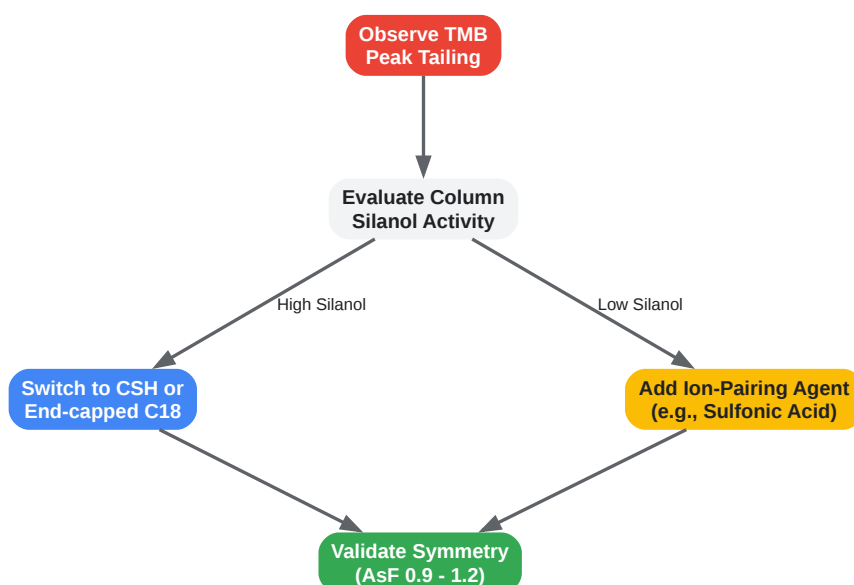 Observe TMB
Peak Tailing
Evaluate Column
Silanol Activity
High Silanol
Low Silanol
Switch to CSH or
End-capped C18
Add Ion-Pairing Agent
(e.g., Sulfonic Acid)
Validate Symmetry
(AsF 0.9 - 1.2)